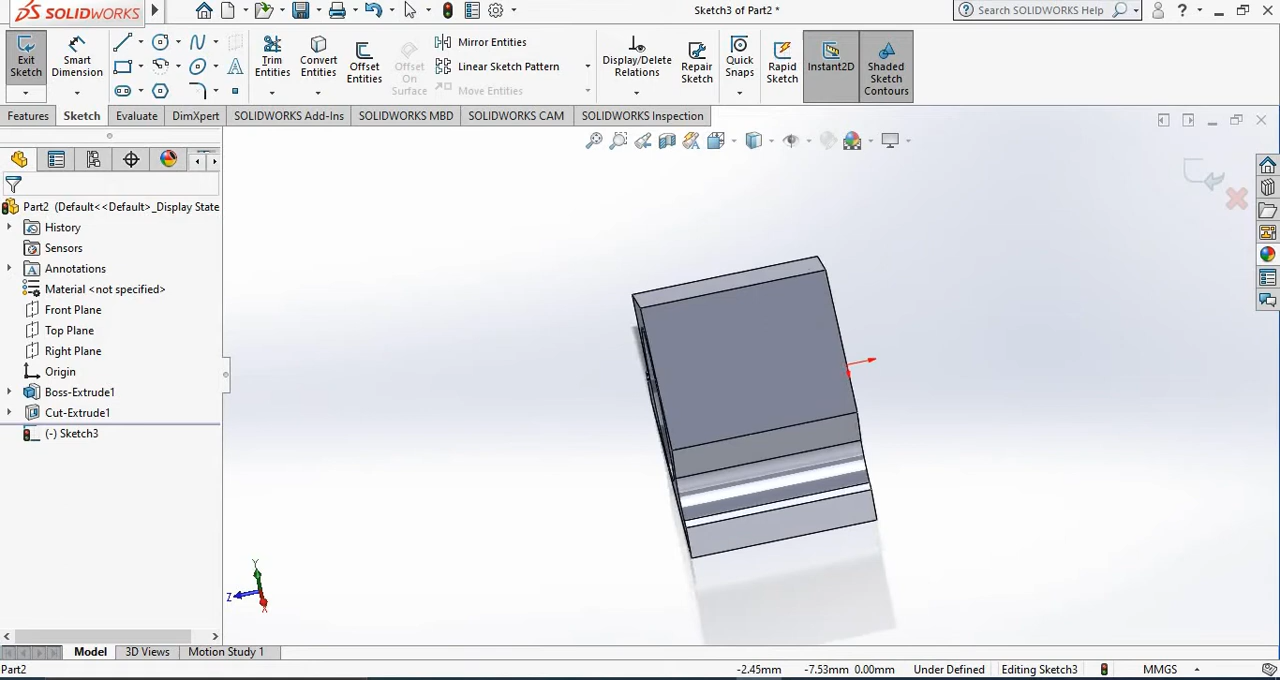 SOLIDWORKS
Sketch3 of Part2 *
Search SOLIDWORKS Help
?
Exit Sketch
Smart Dimension
Trim Entities
Convert Entities
Offset Entities
Offset On Surface
Mirror Entities
Linear Sketch Pattern
Move Entities
Display/Delete Relations
Repair Sketch
Quick Snaps
Rapid Sketch
Instant2D
Shaded Sketch Contours
Features
Sketch
Evaluate
DimXpert
SOLIDWORKS Add-Ins
SOLIDWORKS MBD
SOLIDWORKS CAM
SOLIDWORKS Inspection
Part2 (Default<<Default>_Display State
History
Sensors
Annotations
Material <not specified>
Front Plane
Top Plane
Right Plane
Origin
Boss-Extrude1
Cut-Extrude1
(-) Sketch3
Y
Z
X
Model
3D Views
Motion Study 1
Part2
-2.45mm
-7.53mm
0.00mm
Under Defined
Editing Sketch3
MMGS